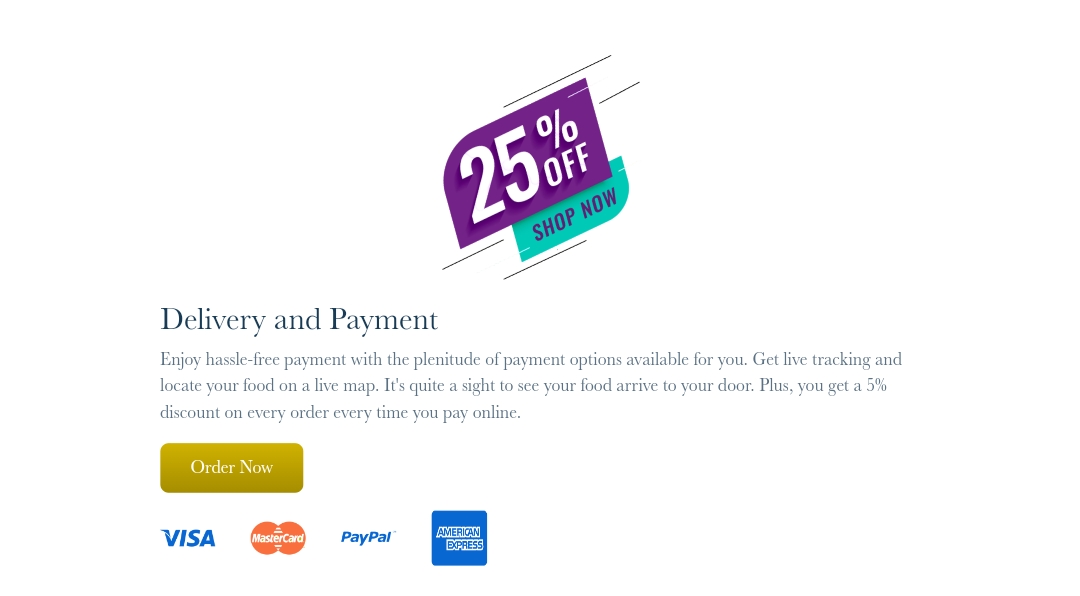 25% OFF
SHOP NOW
Delivery and Payment
Enjoy hassle-free payment with the plenitude of payment options available for you. Get live tracking and
locate your food on a live map. It's quite a sight to see your food arrive to your door. Plus, you get a 5%
discount on every order every time you pay online.
Order Now
VISA MasterCard PayPal AMERICAN EXPRESS